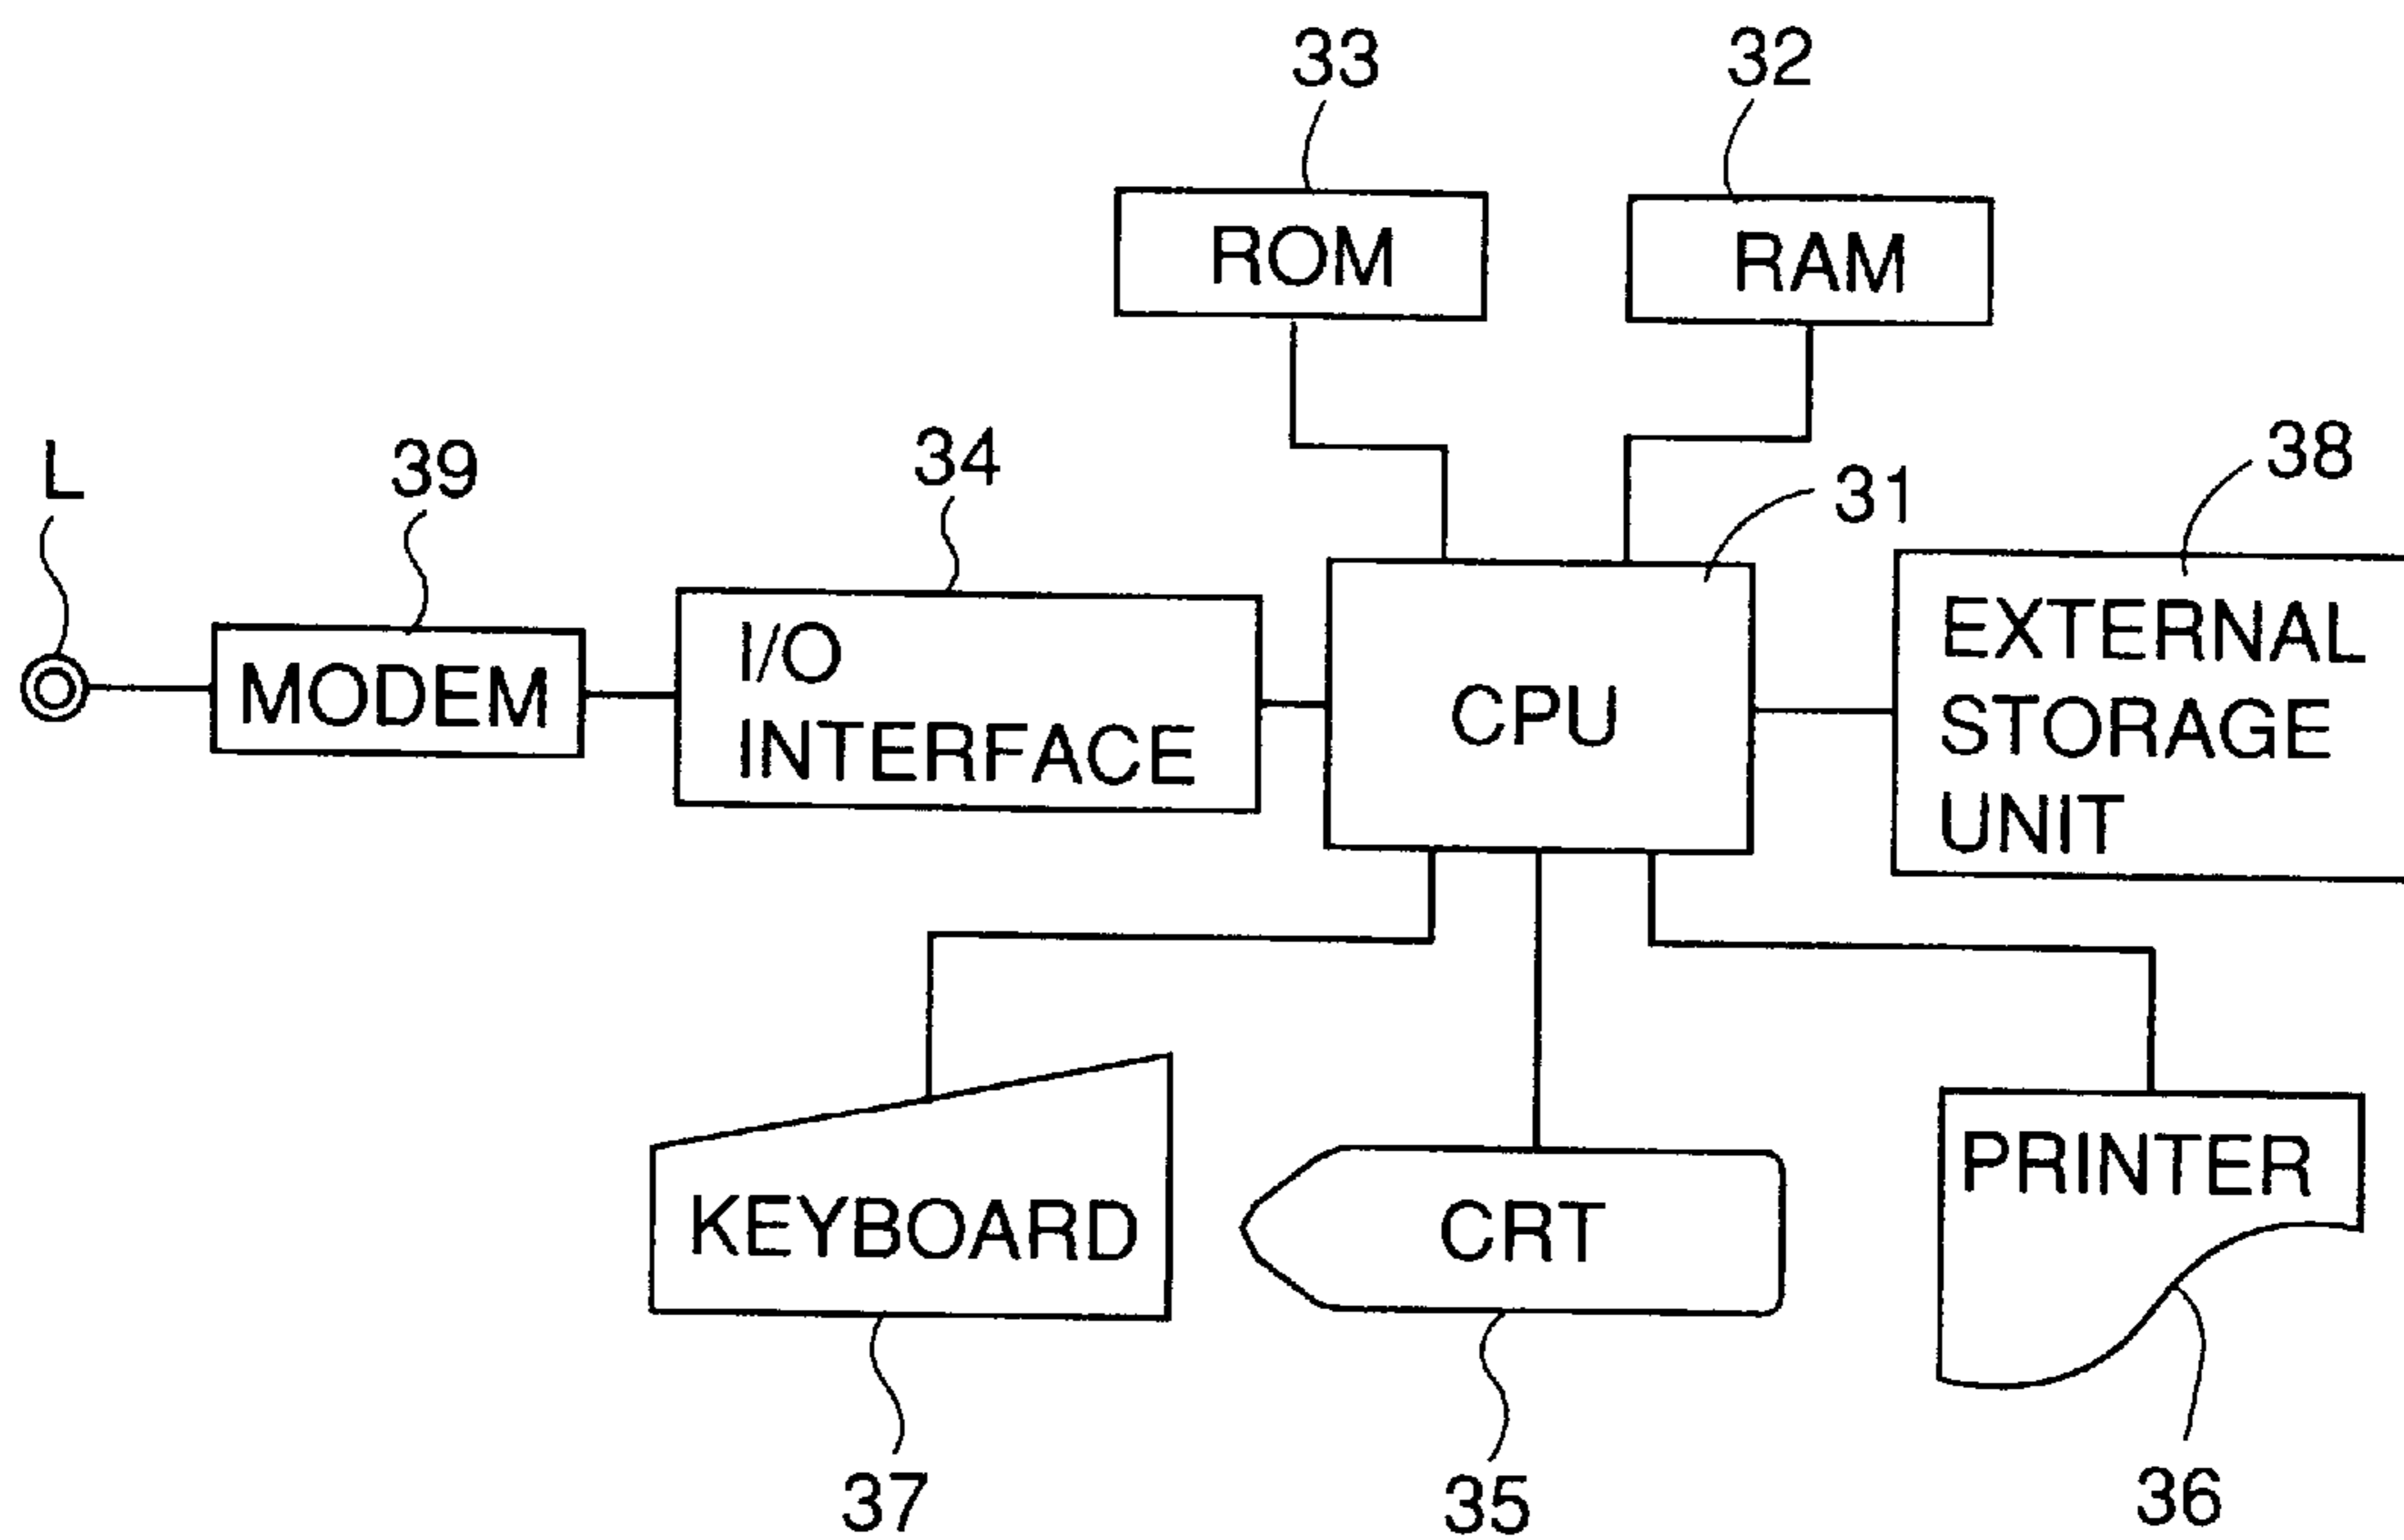 33
32
ROM
RAM
L
39
34
31
38
MODEM
I/O
INTERFACE
CPU
EXTERNAL
STORAGE
UNIT
KEYBOARD
CRT
PRINTER
37
35
36